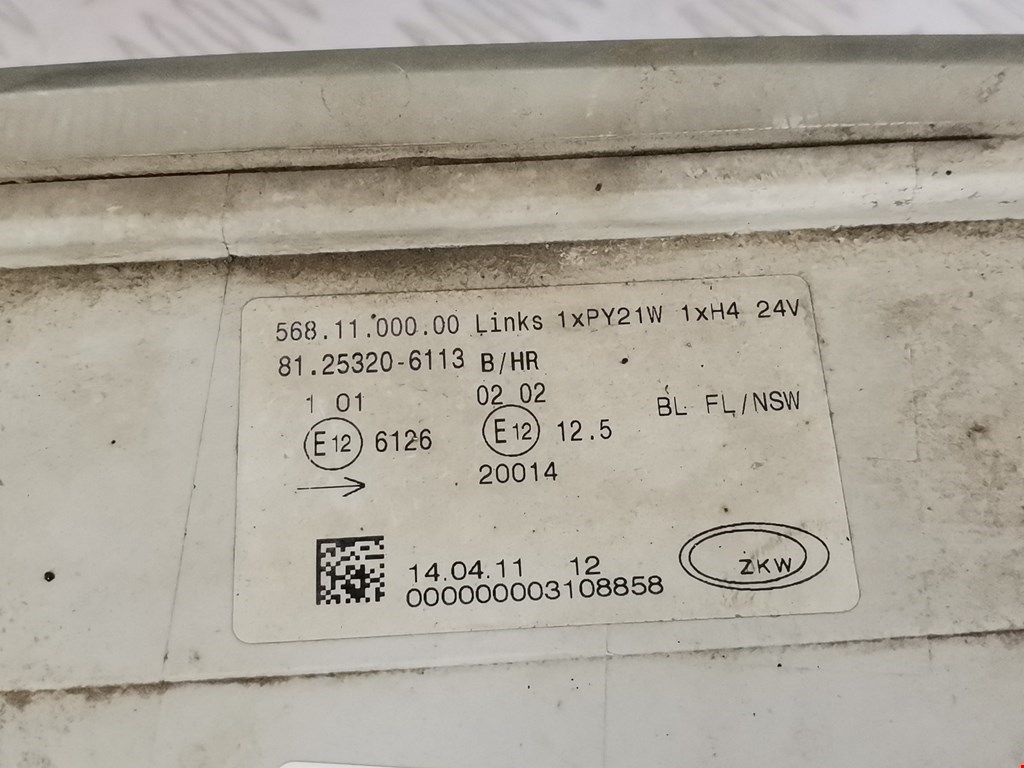 568.11.000.00 Links 1xPY21W 1xH4 24V
81.25320-6113 B/HR
1 01 02 02
E12 6126 E12 12.5 BL FL/NSW
20014
14.04.11 12
000000003108858
ZKW